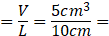 = V/L = 5cm³/10cm =